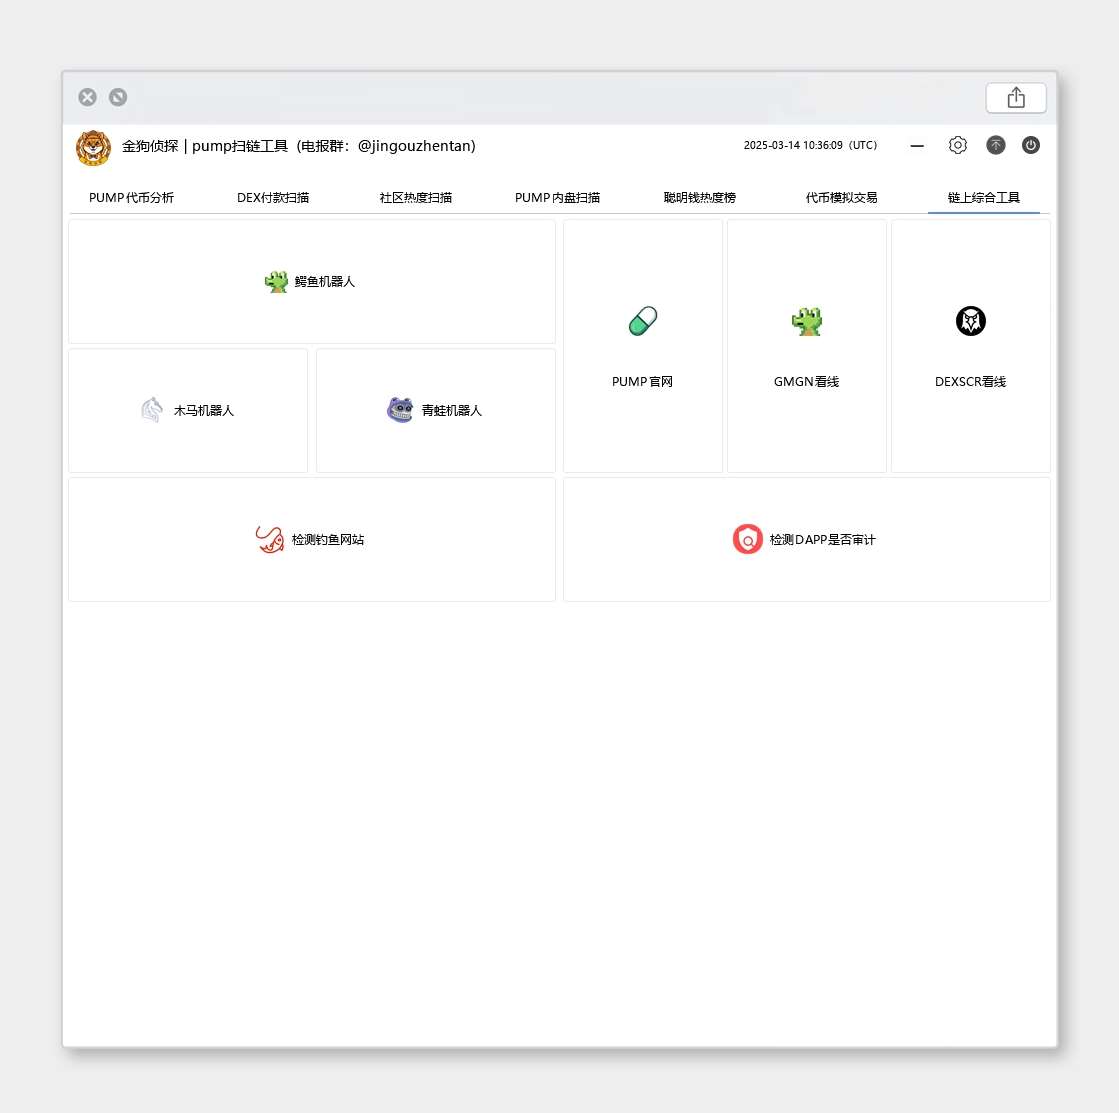 金狗侦探 | pump扫链工具 (电报群: @jingouzhentan)
2025-03-14 10:36:09 (UTC)
PUMP代币分析 DEX付款扫描 社区热度扫描 PUMP内盘扫描 聪明钱热度榜 代币模拟交易 链上综合工具
鳄鱼机器人
PUMP官网 GMGN看线 DEXSCR看线
木马机器人 青蛙机器人
检测钓鱼网站 检测DAPP是否审计